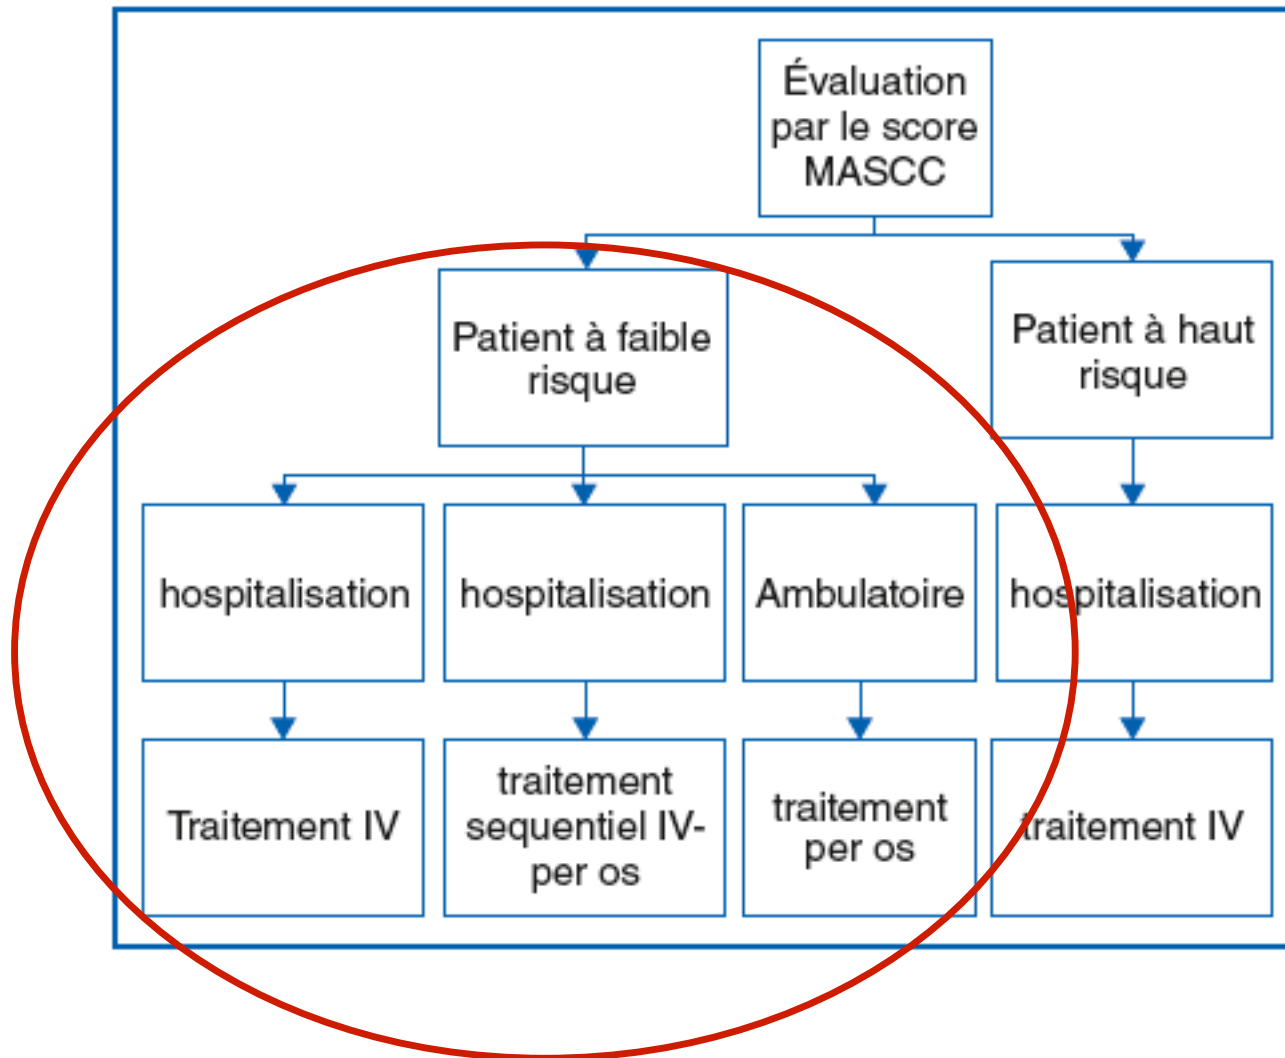 Évaluation
par le score
MASCC
Patient à faible
risque
Patient à haut
risque
hospitalisation
hospitalisation
Ambulatoire
hospitalisation
Traitement IV
traitement
sequentiel IV-
per os
traitement
per os
traitement IV